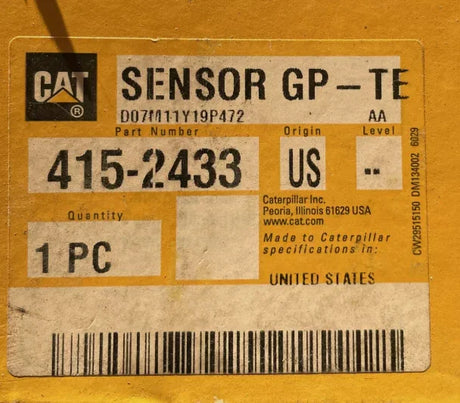 CAT®
SENSOR GP-TE
D07M11Y19P472 AA
Part Number Origin Level
415-2433 US --
Caterpillar Inc.
Peoria, Illinois 61629 USA
www.cat.com
Quantity
1 PC
Made to Caterpillar
specifications in:
UNITED STATES
CW29515150 DM134002 6029